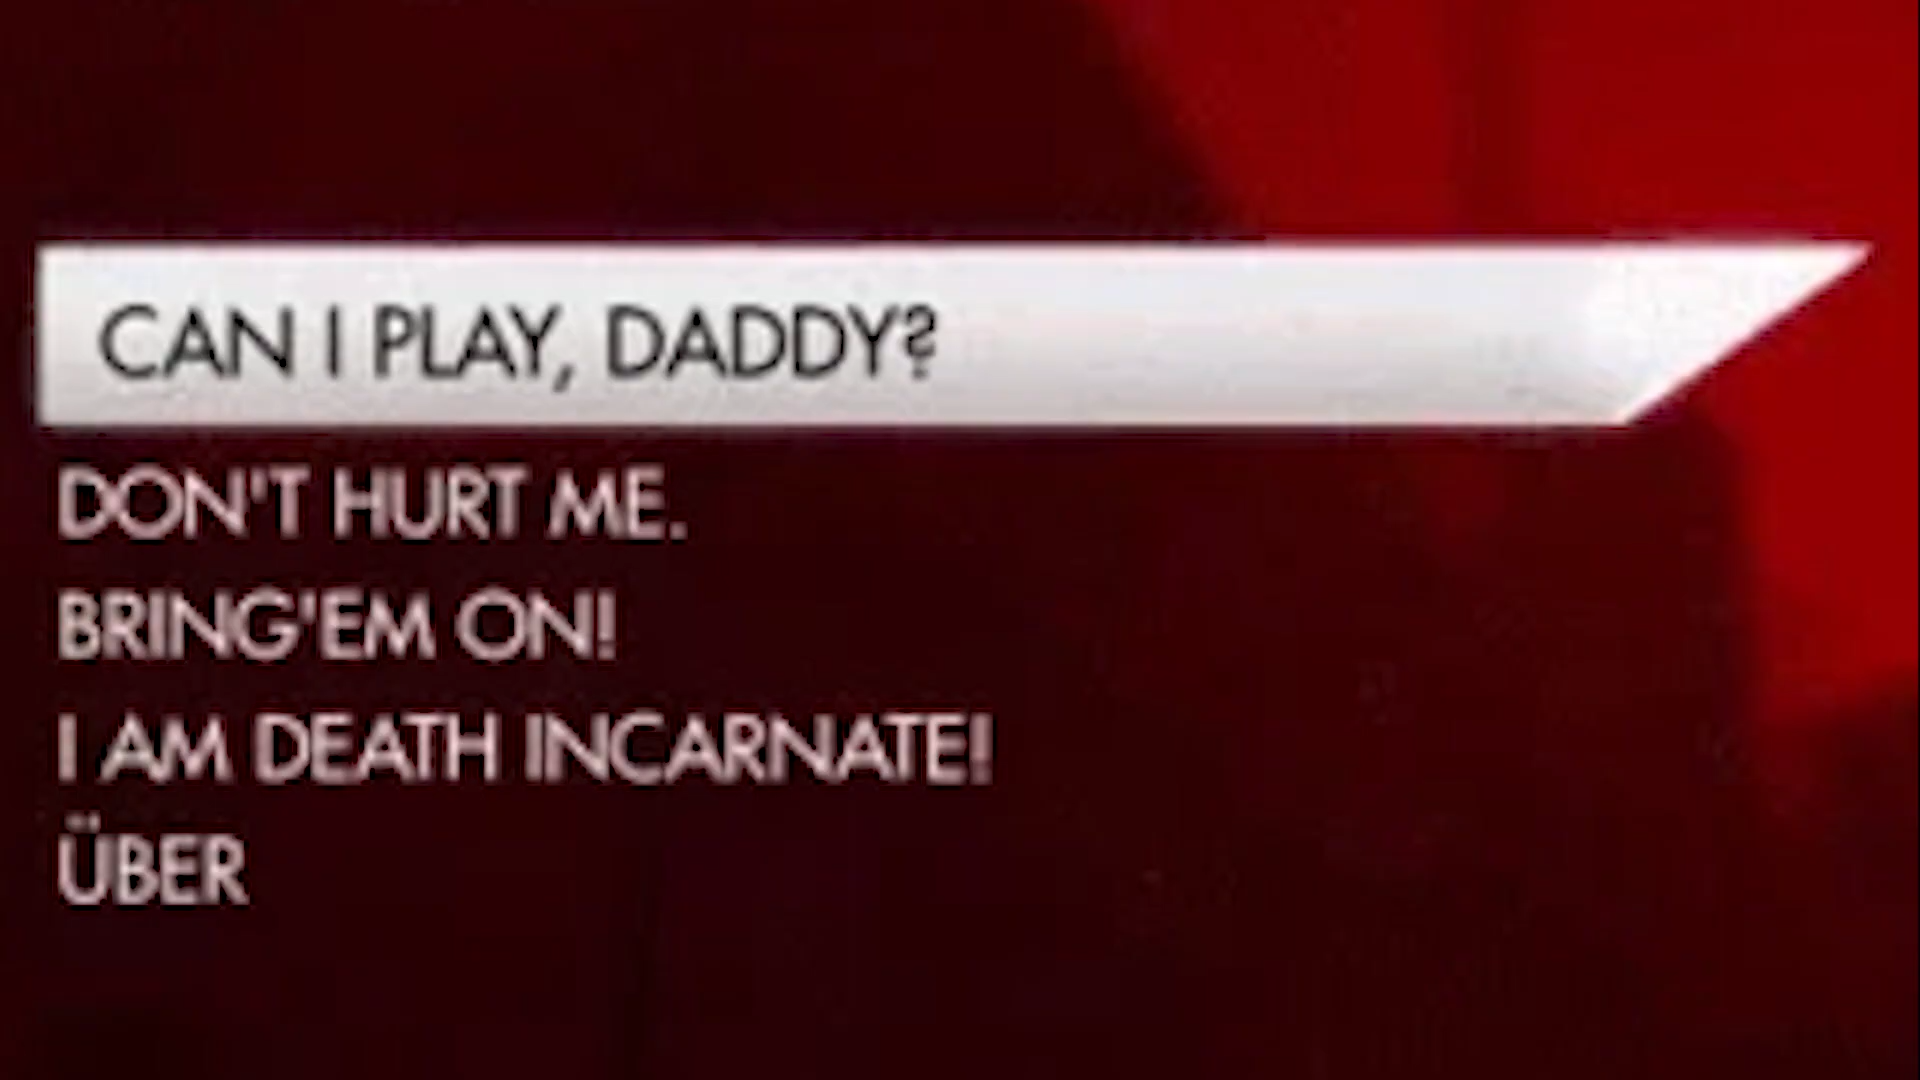 CAN I PLAY, DADDY?
DON'T HURT ME.
BRING'EM ON!
I AM DEATH INCARNATE!
ÜBER